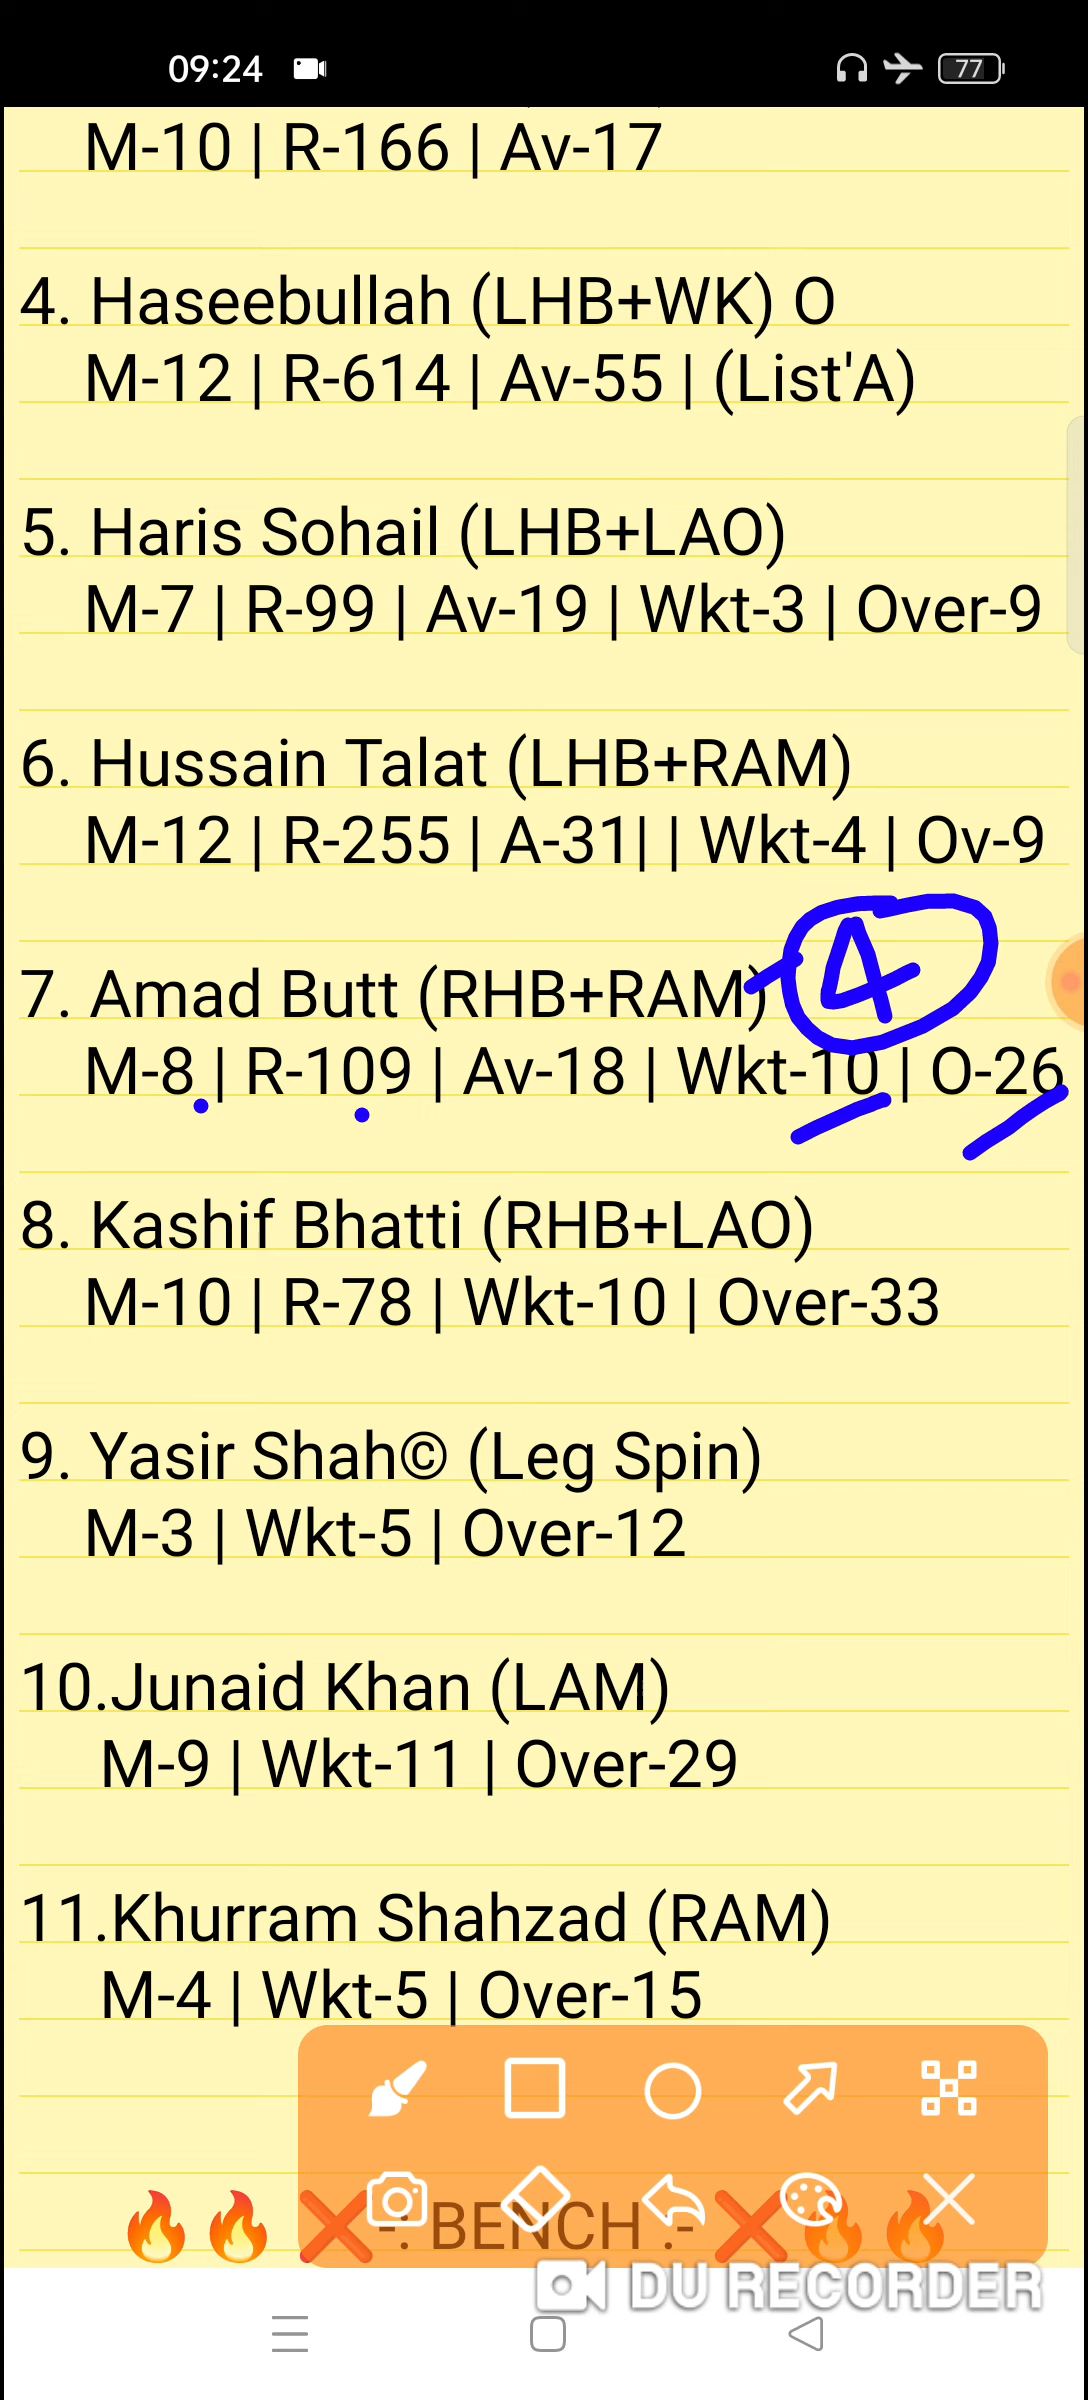 09:24
77
M-10 | R-166 | Av-17
4. Haseebullah (LHB+WK) O
M-12 | R-614 | Av-55 | (List'A)
5. Haris Sohail (LHB+LAO)
M-7 | R-99 | Av-19 | Wkt-3 | Over-9
6. Hussain Talat (LHB+RAM)
M-12 | R-255 | A-31| | Wkt-4 | Ov-9
7. Amad Butt (RHB+RAM) 4
M-8 | R-109 | Av-18 | Wkt-10 | O-26
8. Kashif Bhatti (RHB+LAO)
M-10 | R-78 | Wkt-10 | Over-33
9. Yasir Shah© (Leg Spin)
M-3 | Wkt-5 | Over-12
10.Junaid Khan (LAM)
M-9 | Wkt-11 | Over-29
11.Khurram Shahzad (RAM)
M-4 | Wkt-5 | Over-15
🔥🔥 ❌-: BENCH :-❌🔥🔥
DU RECORDER